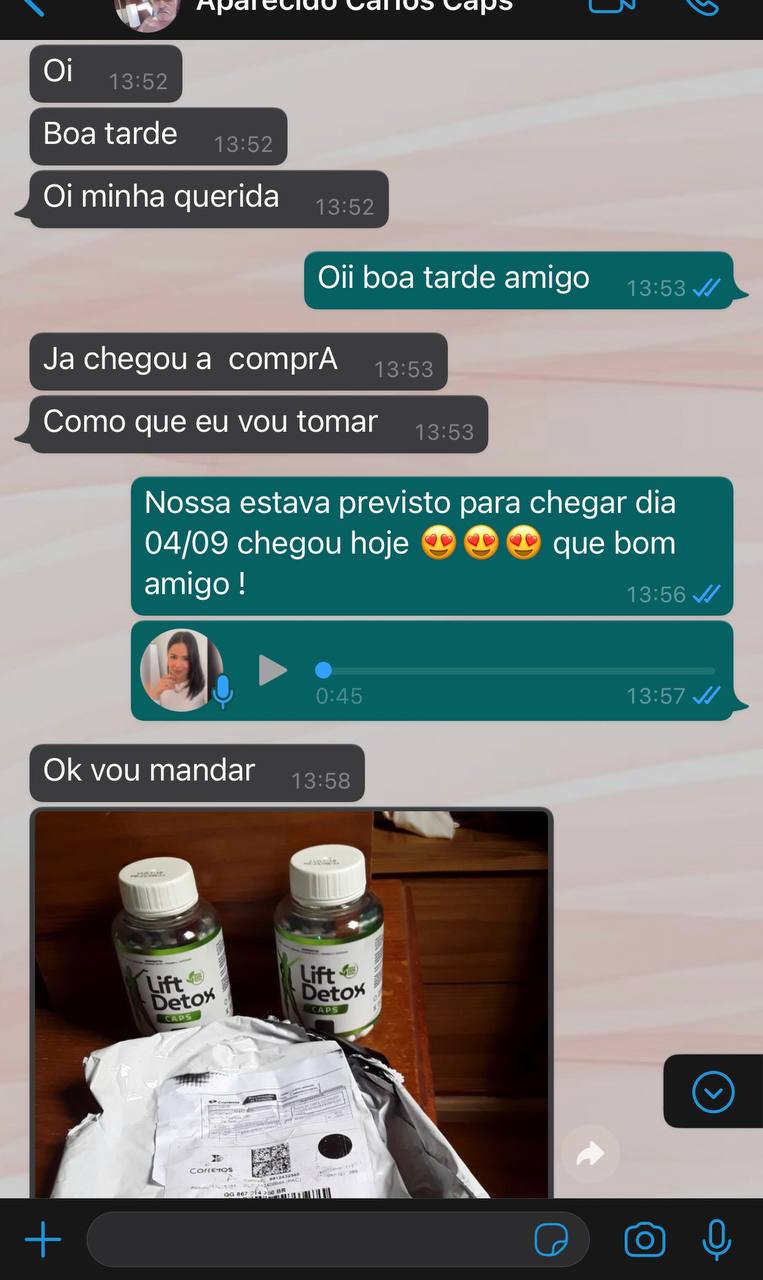 Aparecido Carlos Caps
Oi 13:52
Boa tarde 13:52
Oi minha querida 13:52
Oii boa tarde amigo 13:53
Ja chegou a comprA 13:53
Como que eu vou tomar 13:53
Nossa estava previsto para chegar dia
04/09 chegou hoje 😍😍😍 que bom
amigo ! 13:56
0:45 13:57
Ok vou mandar 13:58
Lift
Detox
CAPS
Lift
Detox
CAPS
Correios